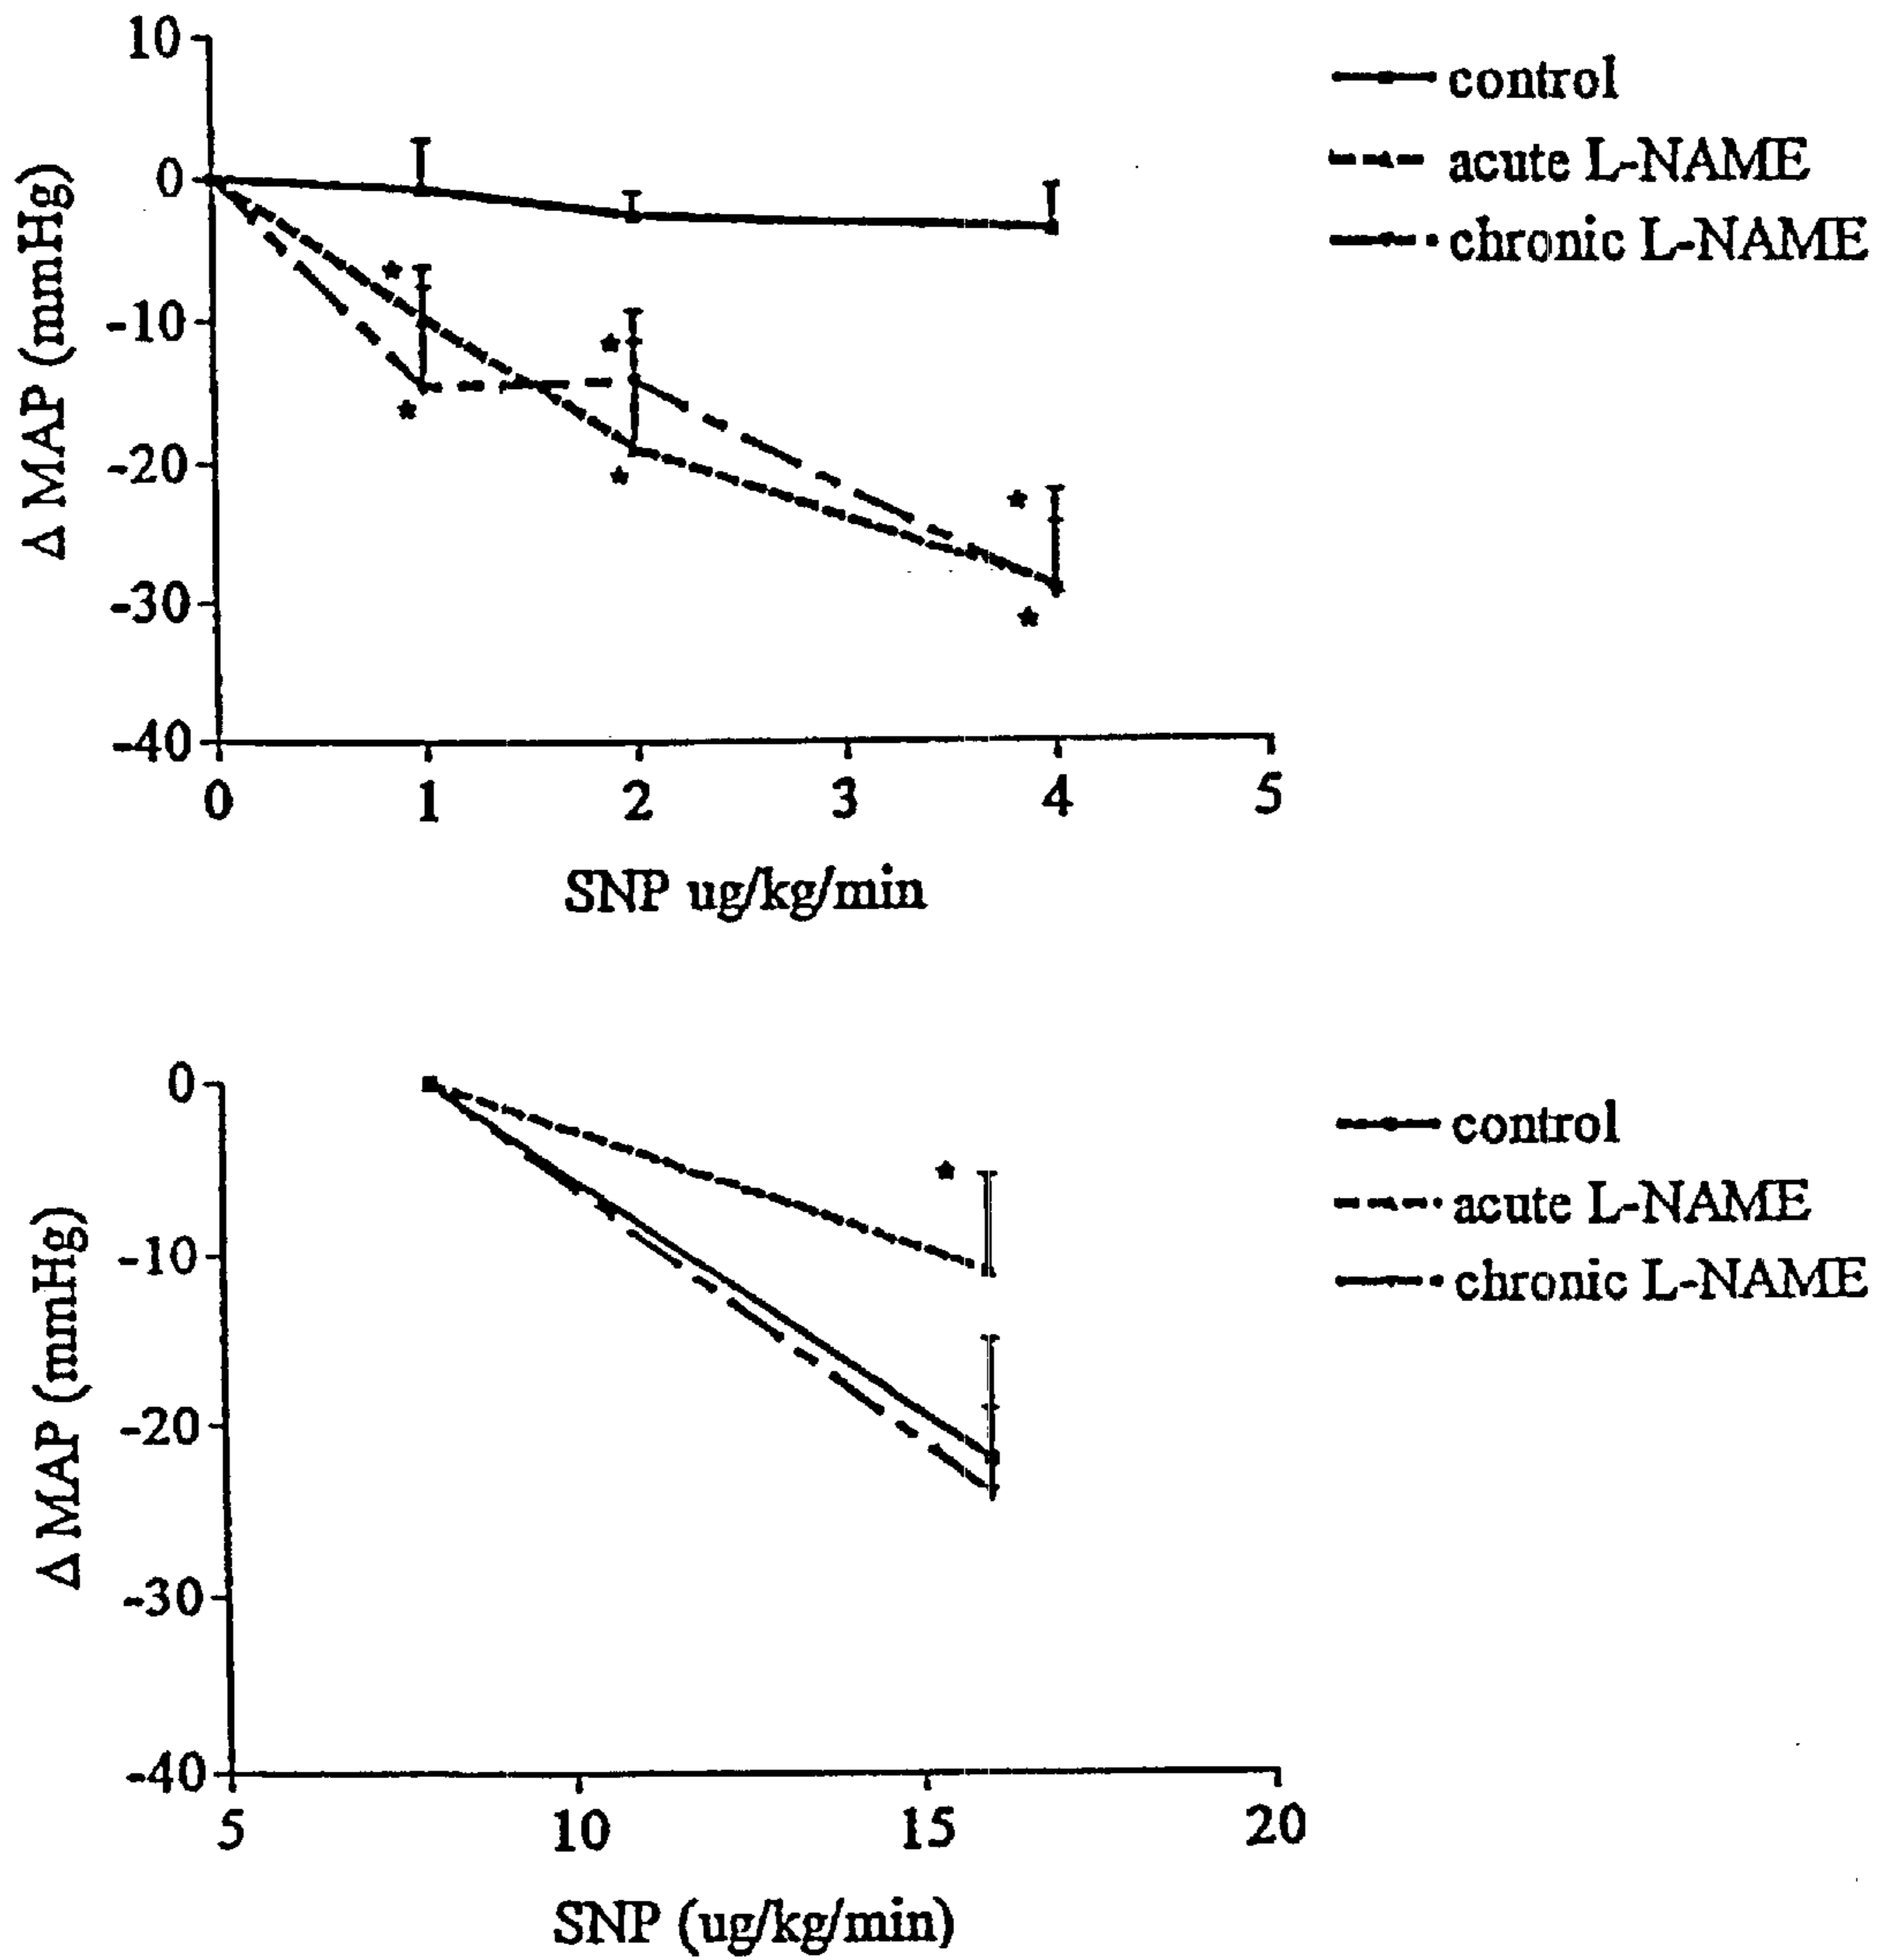 10
0
-10
-20
-30
-40
Δ MAP (mmHg)
0 1 2 3 4 5
SNP ug/kg/min
control
acute L-NAME
chronic L-NAME
*
*
*
*
*
*
0
-10
-20
-30
-40
Δ MAP (mmHg)
5 10 15 20
SNP (ug/kg/min)
control
acute L-NAME
chronic L-NAME
*